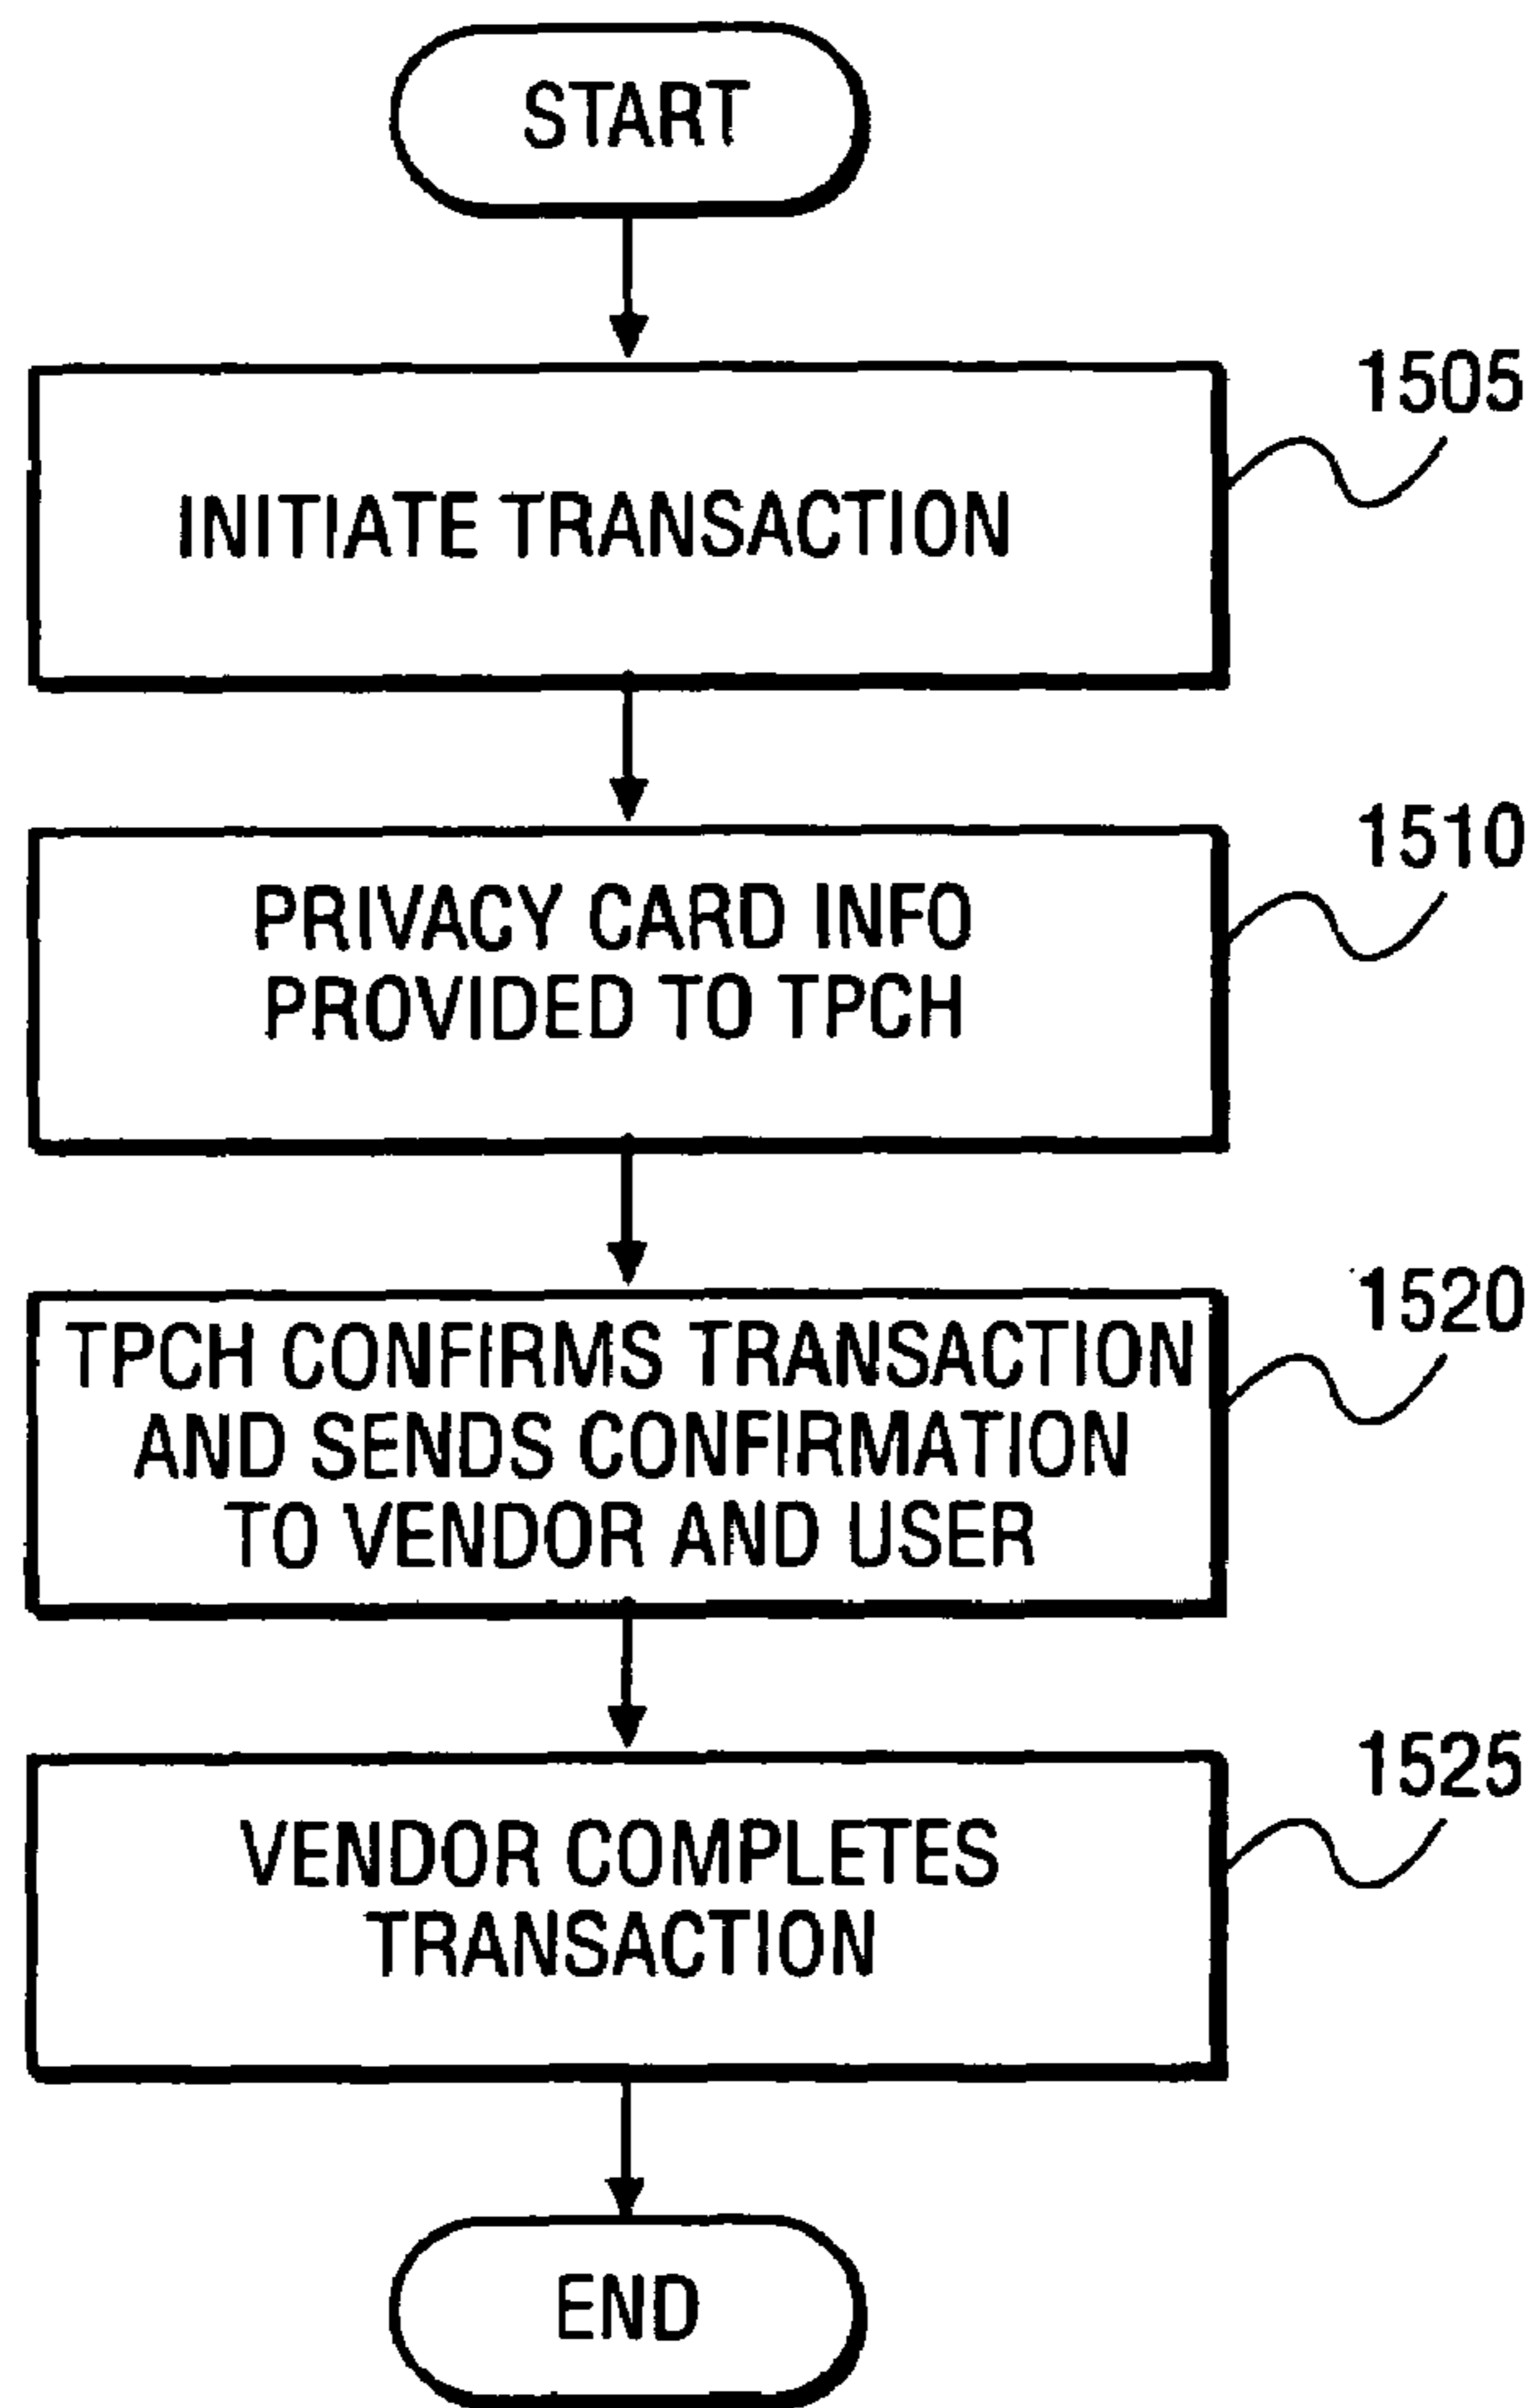 START
1505
INITIATE TRANSACTION
1510
PRIVACY CARD INFO
PROVIDED TO TPCH
1520
TPCH CONFIRMS TRANSACTION
AND SENDS CONFIRMATION
TO VENDOR AND USER
1525
VENDOR COMPLETES
TRANSACTION
END